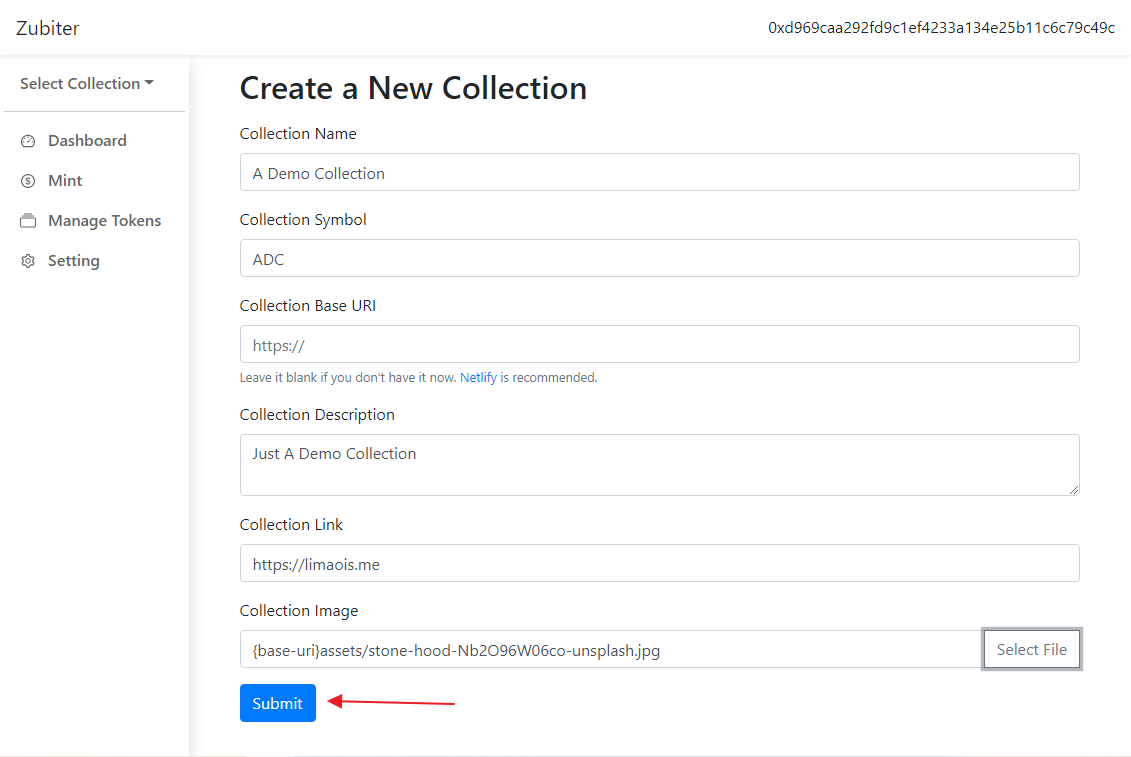 Zubiter
0xd969caa292fd9c1ef4233a134e25b11c6c79c49c
Select Collection
Dashboard
Mint
Manage Tokens
Setting
Create a New Collection
Collection Name
A Demo Collection
Collection Symbol
ADC
Collection Base URI
https://
Leave it blank if you don't have it now. Netlify is recommended.
Collection Description
Just A Demo Collection
Collection Link
https://limaois.me
Collection Image
{base-uri}assets/stone-hood-Nb2O96W06co-unsplash.jpg
Select File
Submit